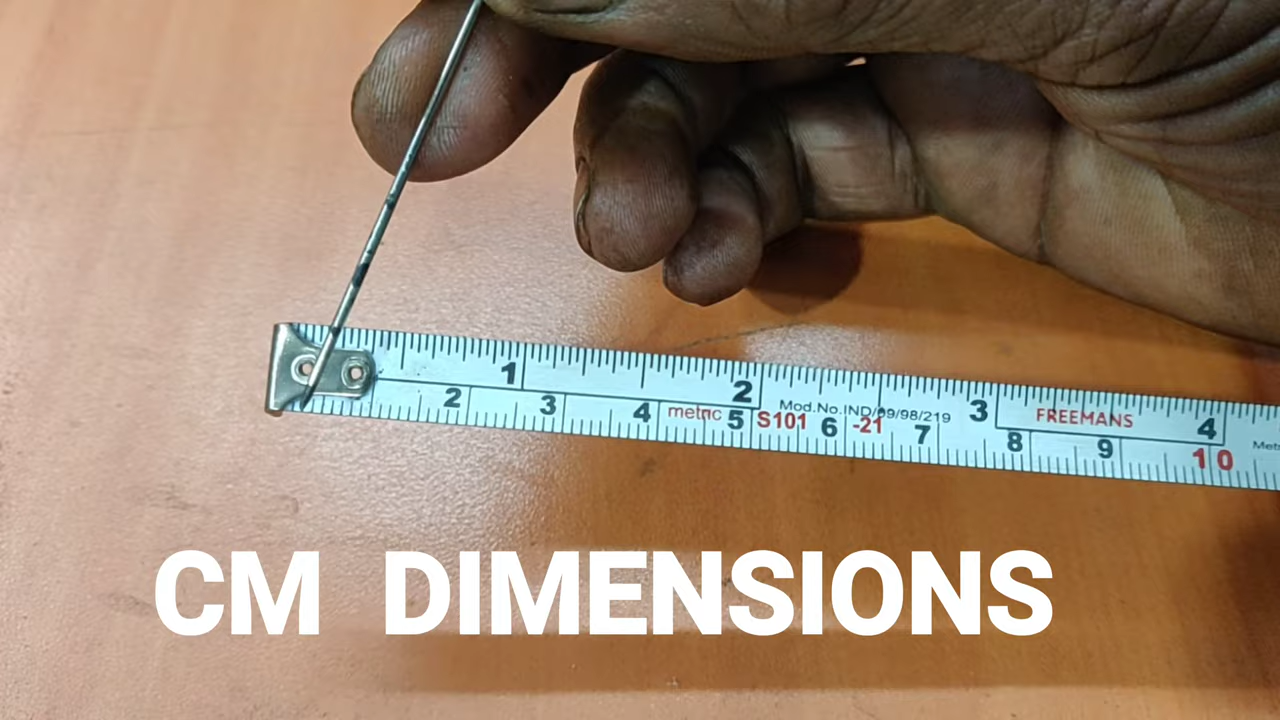 1 2 3 4
Mod.No.IND/09/98/219 FREEMANS
2 3 4 metric 5 S101 6 -21 7 8 9 10
CM DIMENSIONS